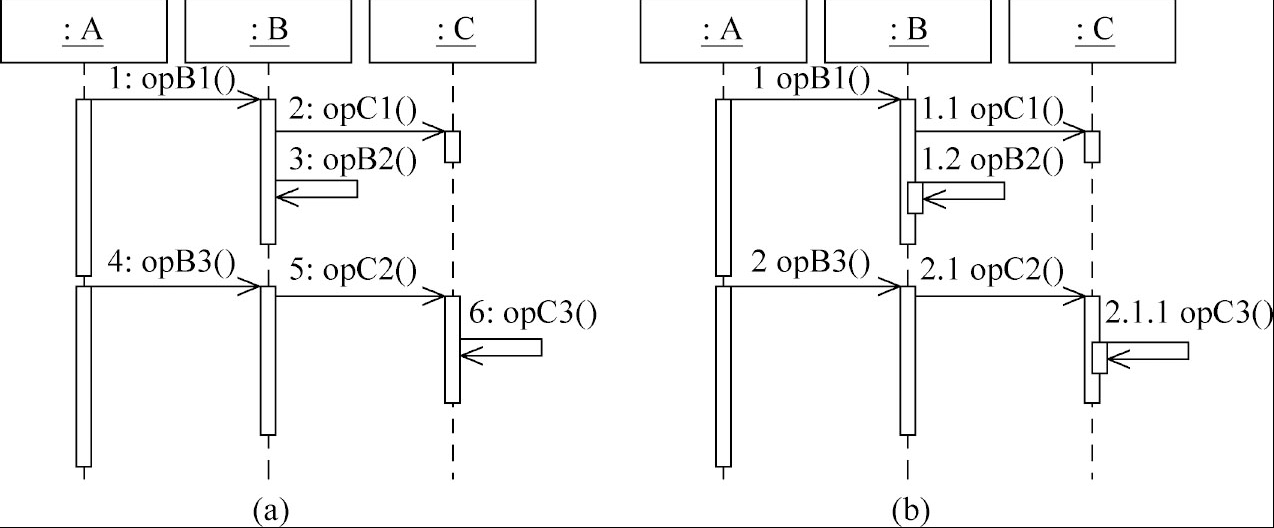 : A
: B
: C
1: opB1()
2: opC1()
3: opB2()
4: opB3()
5: opC2()
6: opC3()
(a)
: A
: B
: C
1 opB1()
1.1 opC1()
1.2 opB2()
2 opB3()
2.1 opC2()
2.1.1 opC3()
(b)